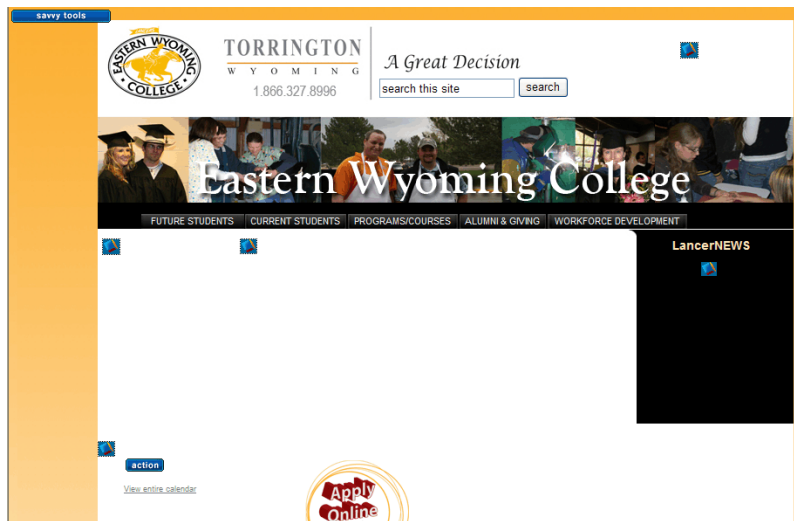 savvy tools
LANCERS
EASTERN WYOMING
COLLEGE
TORRINGTON
WYOMING
1.866.327.8996
A Great Decision
search this site
search
Eastern Wyoming College
FUTURE STUDENTS
CURRENT STUDENTS
PROGRAMS/COURSES
ALUMNI & GIVING
WORKFORCE DEVELOPMENT
LancerNEWS
action
View entire calendar
Apply
Online